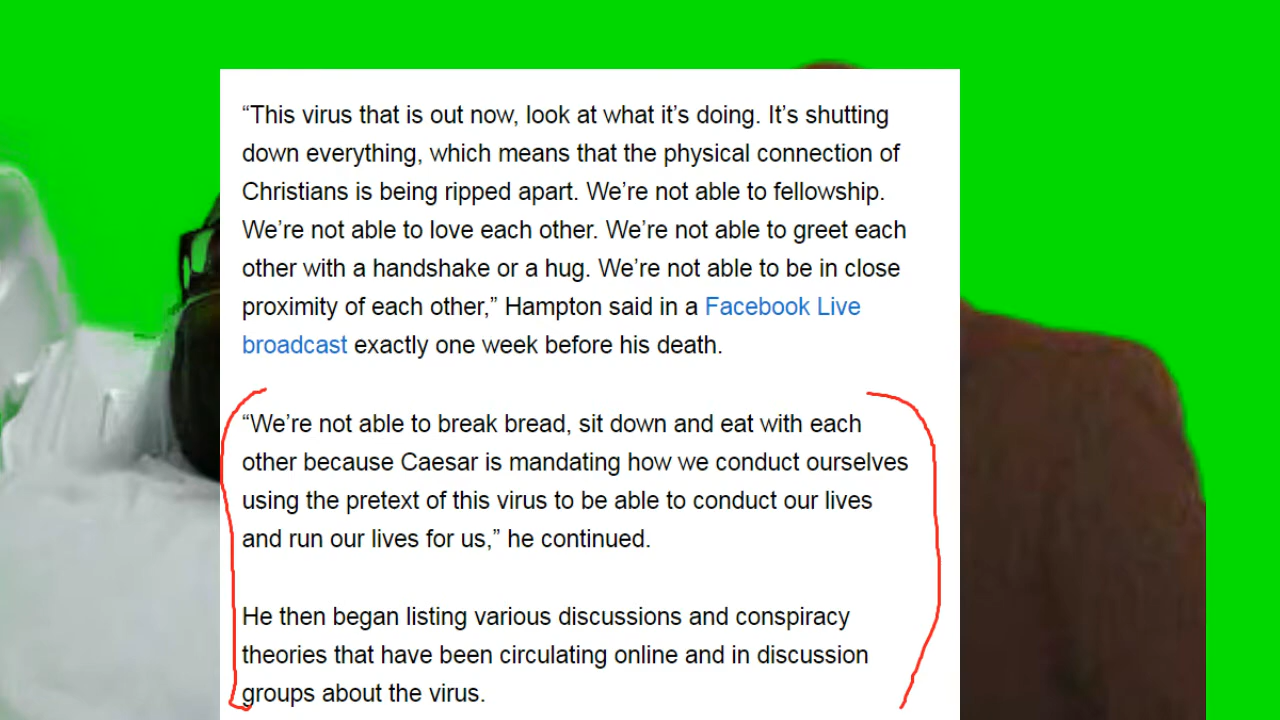 “This virus that is out now, look at what it’s doing. It’s shutting
down everything, which means that the physical connection of
Christians is being ripped apart. We’re not able to fellowship.
We’re not able to love each other. We’re not able to greet each
other with a handshake or a hug. We’re not able to be in close
proximity of each other,” Hampton said in a Facebook Live
broadcast exactly one week before his death.
“We’re not able to break bread, sit down and eat with each
other because Caesar is mandating how we conduct ourselves
using the pretext of this virus to be able to conduct our lives
and run our lives for us,” he continued.
He then began listing various discussions and conspiracy
theories that have been circulating online and in discussion
groups about the virus.